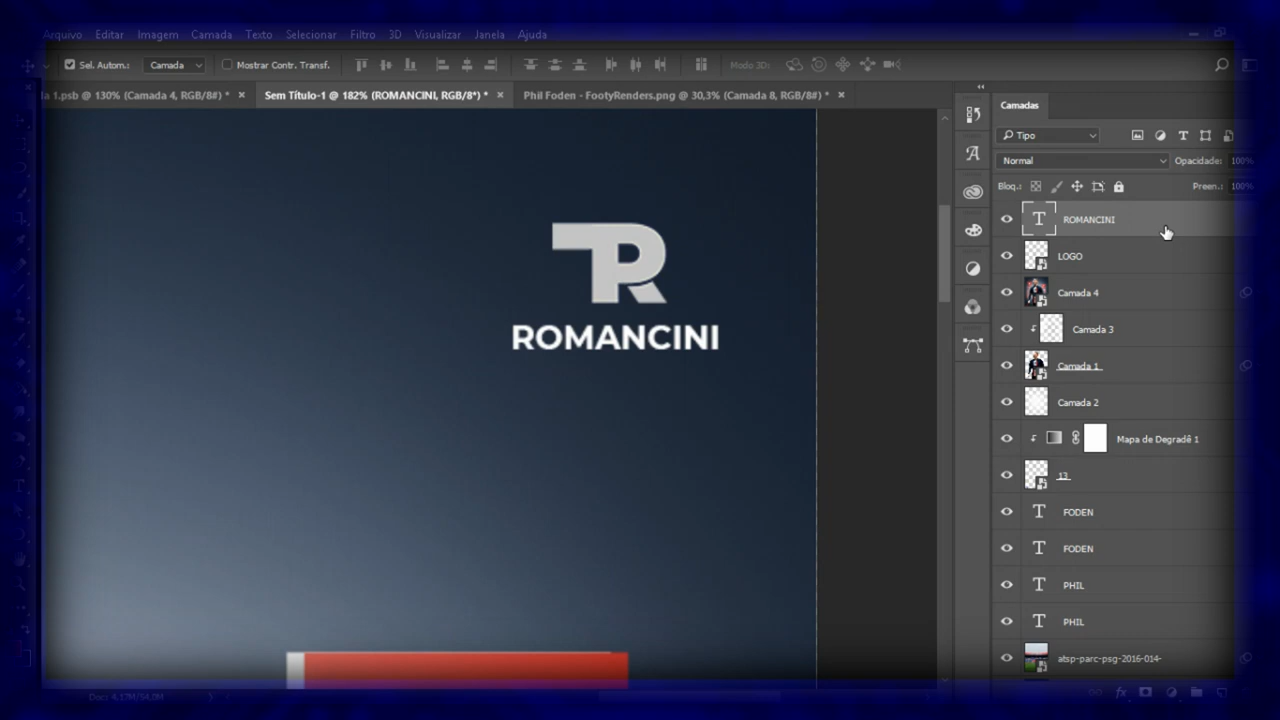 Arquivo Editar Imagem Camada Texto Selecionar Filtro 3D Visualizar Janela Ajuda
Sel. Autom.: Camada Mostrar Contr. Transf. Modo 3D:
1.psb @ 130% (Camada 4, RGB/8#) * × Sem Título-1 @ 182% (ROMANCINI, RGB/8*) * × Phil Foden - FootyRenders.png @ 30,3% (Camada 8, RGB/8#) * ×
Camadas
Tipo
Normal Opacidade: 100%
Bloq.: Preen.: 100%
ROMANCINI
LOGO
Camada 4
Camada 3
Camada 1
Camada 2
Mapa de Degradê 1
13
FODEN
FODEN
PHIL
PHIL
atsp-parc-psg-2016-014-
R
ROMANCINI